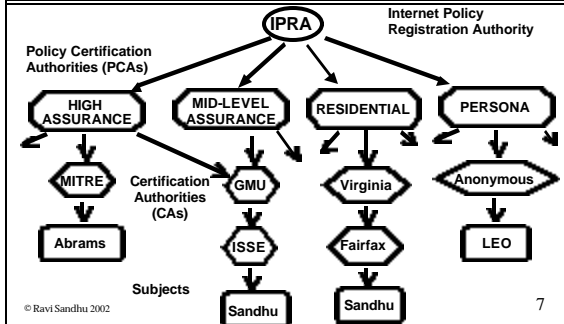 IPRA
Internet Policy
Registration Authority
Policy Certification
Authorities (PCAs)
HIGH
ASSURANCE
MID-LEVEL
ASSURANCE
RESIDENTIAL
PERSONA
MITRE
Certification
Authorities
(CAs)
GMU
Virginia
Anonymous
Abrams
ISSE
Fairfax
LEO
Subjects
Sandhu
Sandhu
© Ravi Sandhu 2002
7